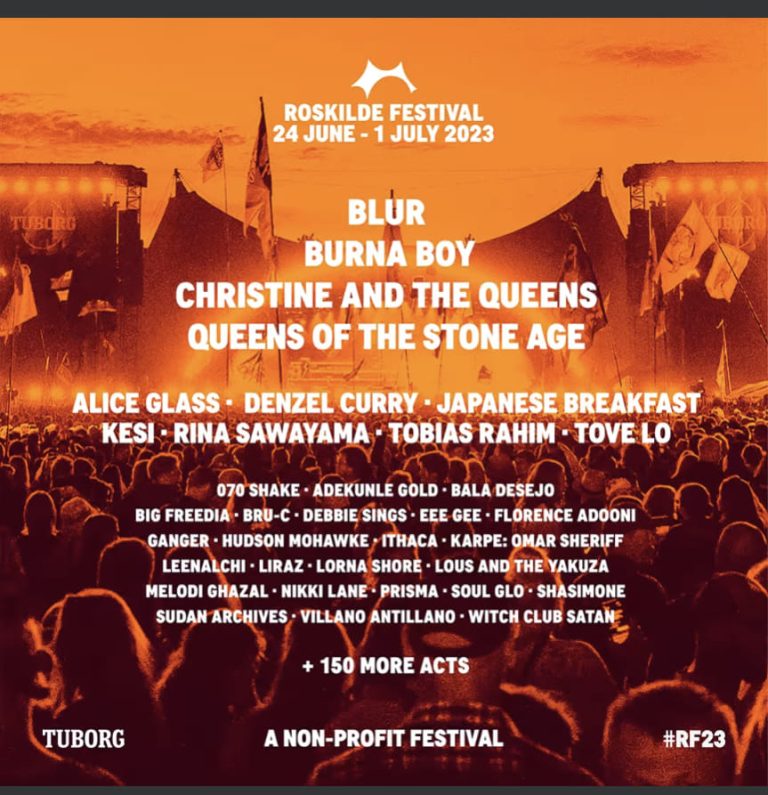 ROSKILDE FESTIVAL
24 JUNE - 1 JULY 2023
TUBORG
BLUR
BURNA BOY
CHRISTINE AND THE QUEENS
QUEENS OF THE STONE AGE
ALICE GLASS · DENZEL CURRY · JAPANESE BREAKFAST
KESI · RINA SAWAYAMA · TOBIAS RAHIM · TOVE LO
070 SHAKE · ADEKUNLE GOLD · BALA DESEJO
BIG FREEDIA · BRU-C · DEBBIE SINGS · EEE GEE · FLORENCE ADOONI
GANGER · HUDSON MOHAWKE · ITHACA · KARPE: OMAR SHERIFF
LEENALCHI · LIRAZ · LORNA SHORE · LOUS AND THE YAKUZA
MELODI GHAZAL · NIKKI LANE · PRISMA · SOUL GLO · SHASIMONE
SUDAN ARCHIVES · VILLANO ANTILLANO · WITCH CLUB SATAN
+ 150 MORE ACTS
TUBORG
A NON-PROFIT FESTIVAL
#RF23